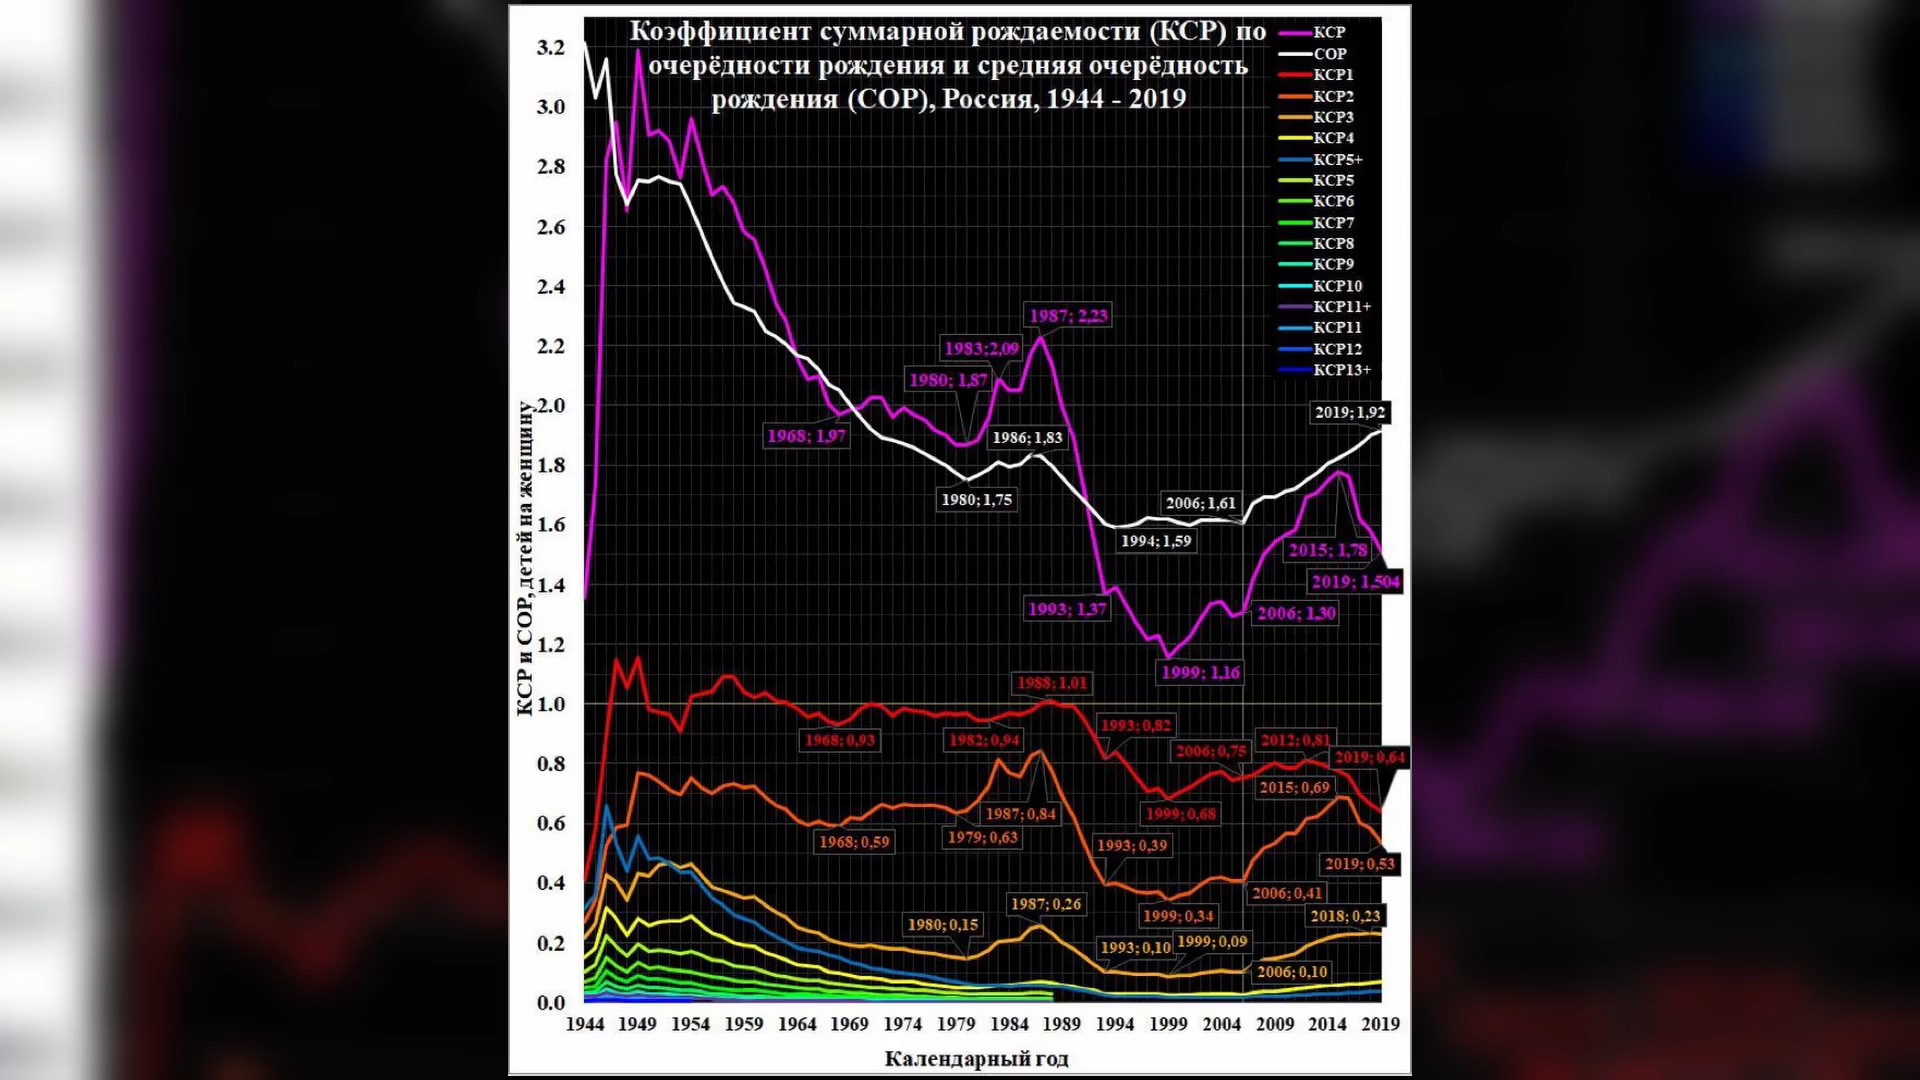 Коэффициент суммарной рождаемости (КСР) по
очерёдности рождения и средняя очерёдность
рождения (СОР), Россия, 1944 - 2019
КСР
СОР
КСР1
КСР2
КСР3
КСР4
КСР5+
КСР5
КСР6
КСР7
КСР8
КСР9
КСР10
КСР11+
КСР11
КСР12
КСР13+
КСР и СОР, детей на женщину
3.2
3.0
2.8
2.6
2.4
2.2
2.0
1.8
1.6
1.4
1.2
1.0
0.8
0.6
0.4
0.2
0.0
1987; 2,23
1983;2,09
1980; 1,87
2019; 1,92
1968; 1,97
1986; 1,83
1980; 1,75
2006; 1,61
1994; 1,59
2015; 1,78
2019; 1,504
1993; 1,37
2006; 1,30
1999; 1,16
1988; 1,01
1993; 0,82
1968; 0,93
1982; 0,94
2006; 0,75
2012; 0,81
2019; 0,64
2015; 0,69
1987; 0,84
1999; 0,68
1968; 0,59
1979; 0,63
1993; 0,39
2019; 0,53
2006; 0,41
1987; 0,26
1999; 0,34
2018; 0,23
1980; 0,15
1993; 0,10
1999; 0,09
2006; 0,10
1944 1949 1954 1959 1964 1969 1974 1979 1984 1989 1994 1999 2004 2009 2014 2019
Календарный год